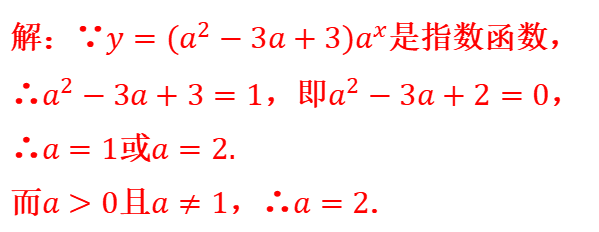 解：∵y = (a² − 3a + 3)aˣ是指数函数，
∴a² − 3a + 3 = 1，即a² − 3a + 2 = 0，
∴a = 1或a = 2.
而a > 0且a ≠ 1，∴a = 2.